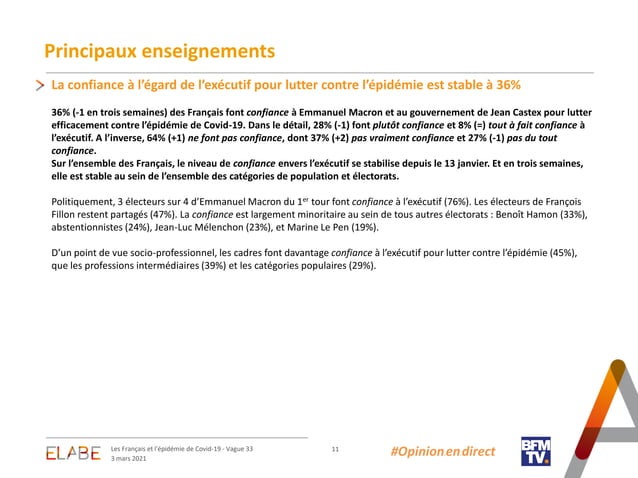 Principaux enseignements
La confiance à l’égard de l’exécutif pour lutter contre l’épidémie est stable à 36%
36% (-1 en trois semaines) des Français font confiance à Emmanuel Macron et au gouvernement de Jean Castex pour lutter
efficacement contre l’épidémie de Covid-19. Dans le détail, 28% (-1) font plutôt confiance et 8% (=) tout à fait confiance à
l’exécutif. A l’inverse, 64% (+1) ne font pas confiance, dont 37% (+2) pas vraiment confiance et 27% (-1) pas du tout
confiance.
Sur l’ensemble des Français, le niveau de confiance envers l’exécutif se stabilise depuis le 13 janvier. Et en trois semaines,
elle est stable au sein de l’ensemble des catégories de population et électorats.
Politiquement, 3 électeurs sur 4 d’Emmanuel Macron du 1er tour font confiance à l’exécutif (76%). Les électeurs de François
Fillon restent partagés (47%). La confiance est largement minoritaire au sein de tous autres électorats : Benoît Hamon (33%),
abstentionnistes (24%), Jean-Luc Mélenchon (23%), et Marine Le Pen (19%).
D’un point de vue socio-professionnel, les cadres font davantage confiance à l’exécutif pour lutter contre l’épidémie (45%),
que les professions intermédiaires (39%) et les catégories populaires (29%).
ELABE
Les Français et l'épidémie de Covid-19 - Vague 33
3 mars 2021
11
#Opinion en direct
BFM
TV.